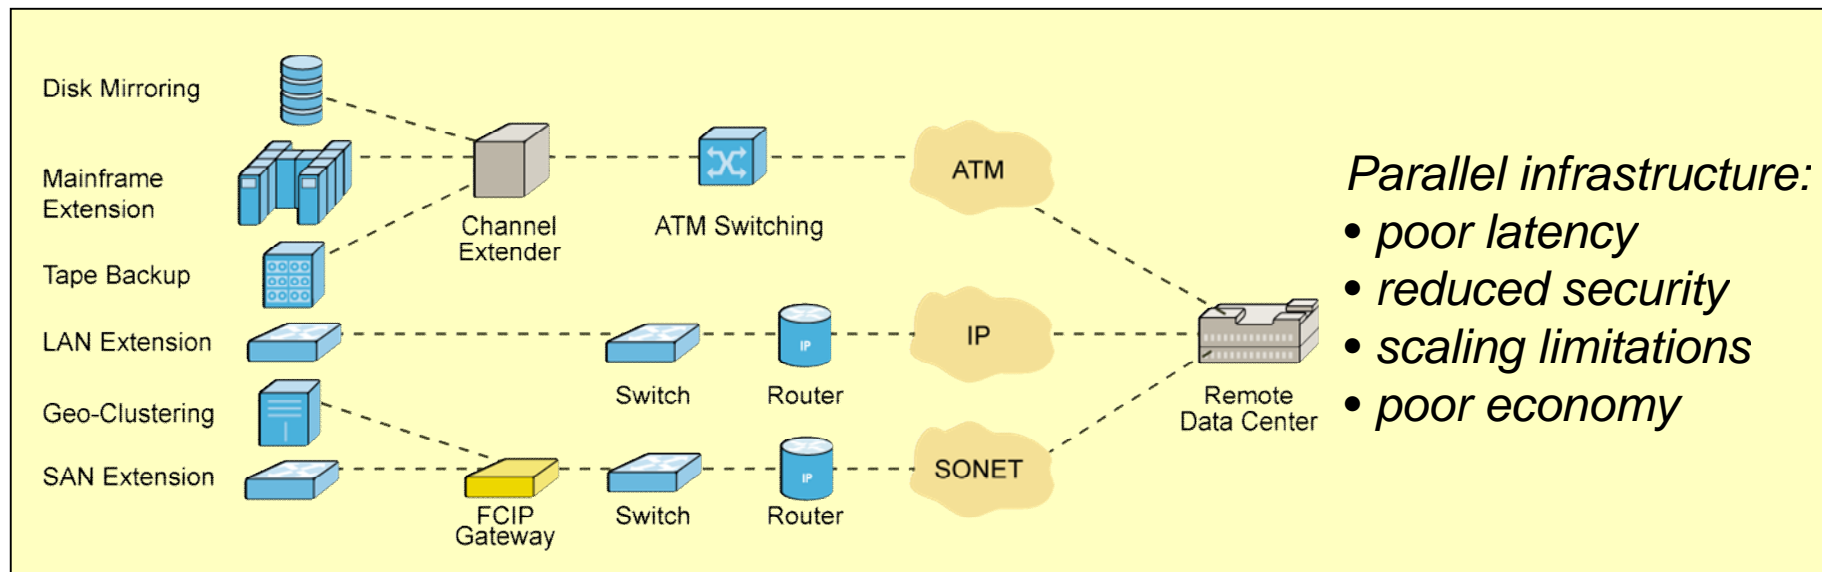 Disk Mirroring
Mainframe
Extension
Tape Backup
LAN Extension
Geo-Clustering
SAN Extension
Channel
Extender
ATM Switching
ATM
IP
Switch
IP
Router
IP
SONET
FCIP
Gateway
Switch
IP
Router
Remote
Data Center
Parallel infrastructure:
• poor latency
• reduced security
• scaling limitations
• poor economy